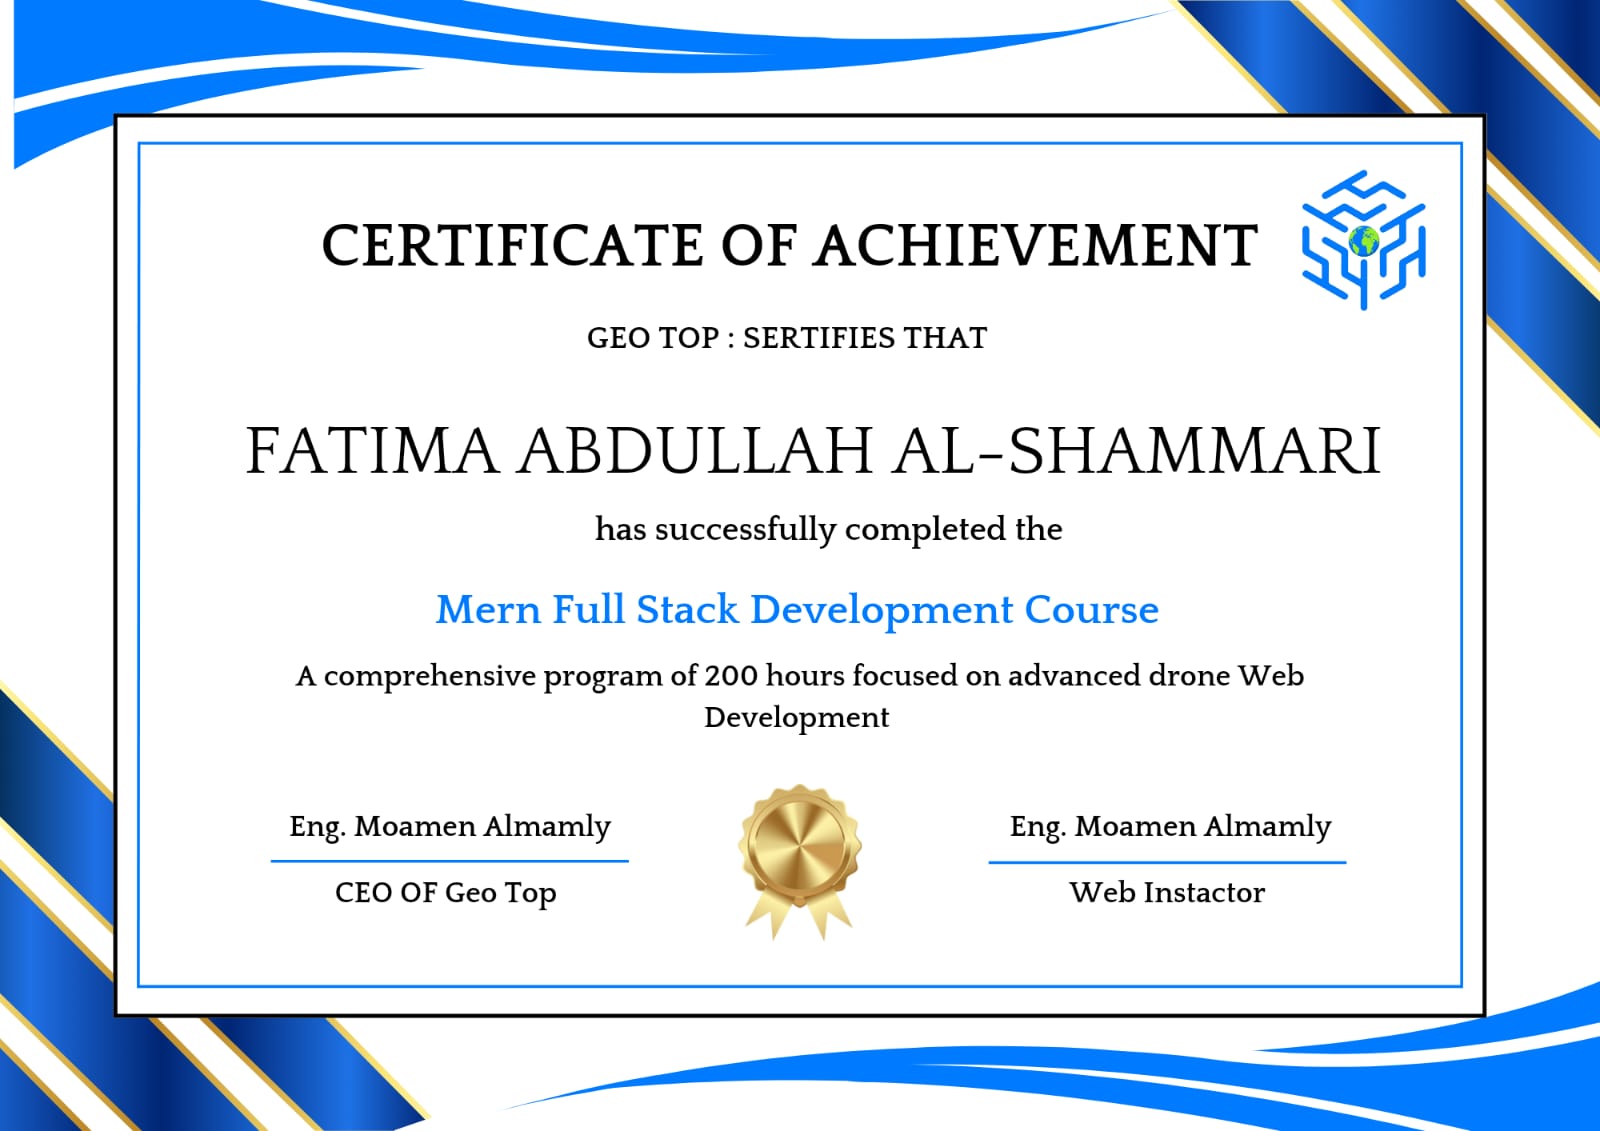 CERTIFICATE OF ACHIEVEMENT
GEO TOP : SERTIFIES THAT
FATIMA ABDULLAH AL-SHAMMARI
has successfully completed the
Mern Full Stack Development Course
A comprehensive program of 200 hours focused on advanced drone Web
Development
Eng. Moamen Almamly
CEO OF Geo Top
Eng. Moamen Almamly
Web Instactor